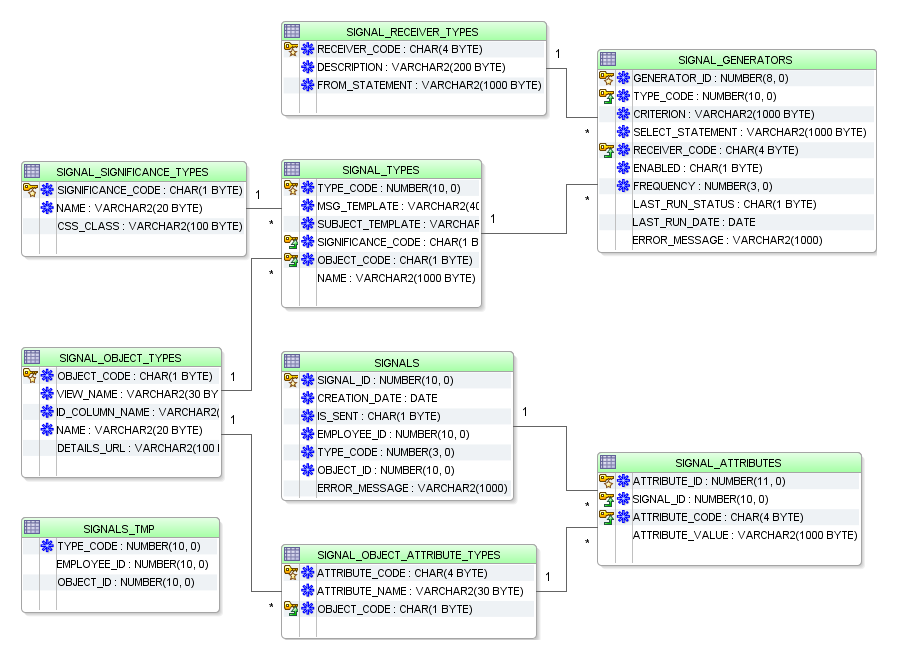 SIGNAL_RECEIVER_TYPES
RECEIVER_CODE : CHAR(4 BYTE)
DESCRIPTION : VARCHAR2(200 BYTE)
FROM_STATEMENT : VARCHAR2(1000 BYTE)
1
*
SIGNAL_GENERATORS
GENERATOR_ID : NUMBER(8, 0)
TYPE_CODE : NUMBER(10, 0)
CRITERION : VARCHAR2(1000 BYTE)
SELECT_STATEMENT : VARCHAR2(1000 BYTE)
RECEIVER_CODE : CHAR(4 BYTE)
ENABLED : CHAR(1 BYTE)
FREQUENCY : NUMBER(3, 0)
LAST_RUN_STATUS : CHAR(1 BYTE)
LAST_RUN_DATE : DATE
ERROR_MESSAGE : VARCHAR2(1000)
SIGNAL_SIGNIFICANCE_TYPES
SIGNIFICANCE_CODE : CHAR(1 BYTE)
NAME : VARCHAR2(20 BYTE)
CSS_CLASS : VARCHAR2(100 BYTE)
1
*
SIGNAL_TYPES
TYPE_CODE : NUMBER(10, 0)
MSG_TEMPLATE : VARCHAR2(40
SUBJECT_TEMPLATE : VARCHAR
SIGNIFICANCE_CODE : CHAR(1 B
OBJECT_CODE : CHAR(1 BYTE)
NAME : VARCHAR2(1000 BYTE)
1
*
*
SIGNAL_OBJECT_TYPES
OBJECT_CODE : CHAR(1 BYTE)
VIEW_NAME : VARCHAR2(30 BY
ID_COLUMN_NAME : VARCHAR2(
NAME : VARCHAR2(20 BYTE)
DETAILS_URL : VARCHAR2(100
1
1
SIGNALS
SIGNAL_ID : NUMBER(10, 0)
CREATION_DATE : DATE
IS_SENT : CHAR(1 BYTE)
EMPLOYEE_ID : NUMBER(10, 0)
TYPE_CODE : NUMBER(3, 0)
OBJECT_ID : NUMBER(10, 0)
ERROR_MESSAGE : VARCHAR2(1000)
1
*
SIGNAL_ATTRIBUTES
ATTRIBUTE_ID : NUMBER(11, 0)
SIGNAL_ID : NUMBER(10, 0)
ATTRIBUTE_CODE : CHAR(4 BYTE)
ATTRIBUTE_VALUE : VARCHAR2(1000 BYTE)
SIGNALS_TMP
TYPE_CODE : NUMBER(10, 0)
EMPLOYEE_ID : NUMBER(10, 0)
OBJECT_ID : NUMBER(10, 0)
*
SIGNAL_OBJECT_ATTRIBUTE_TYPES
ATTRIBUTE_CODE : CHAR(4 BYTE)
ATTRIBUTE_NAME : VARCHAR2(30 BYTE)
OBJECT_CODE : CHAR(1 BYTE)
1
*